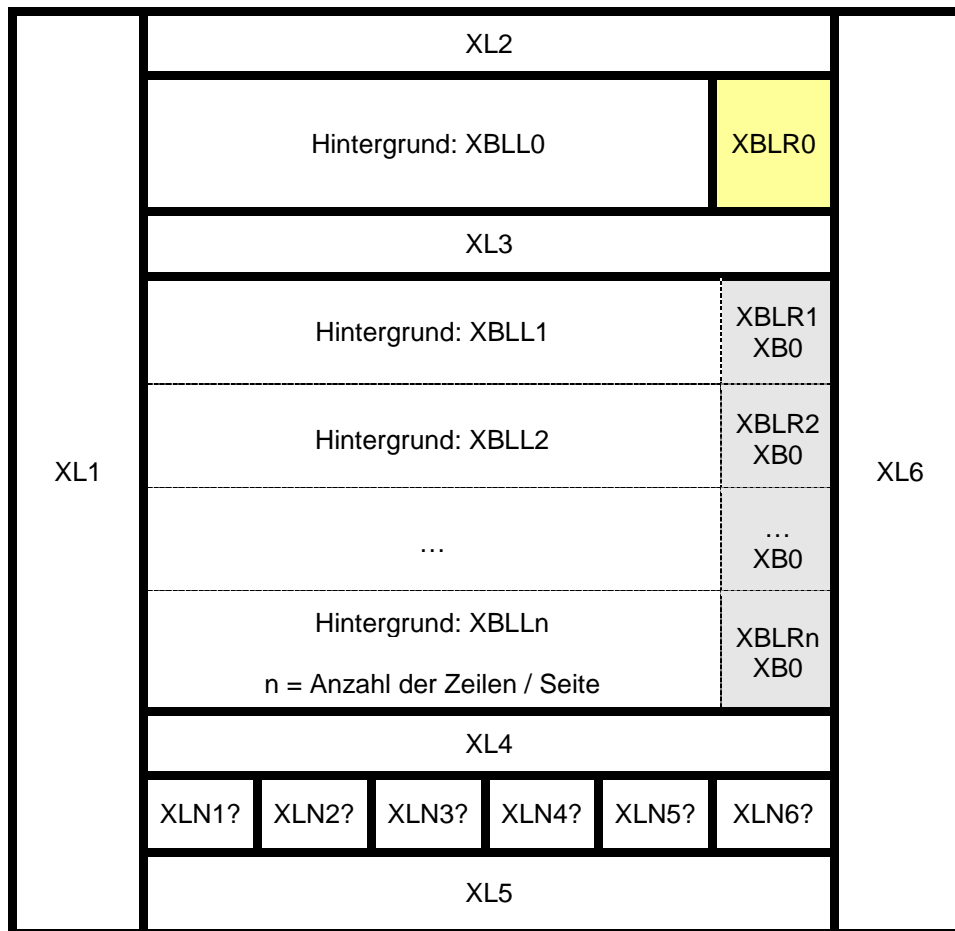 XL2
Hintergrund: XBLL0
XBLR0
XL3
Hintergrund: XBLL1
XBLR1
XB0
Hintergrund: XBLL2
XBLR2
XB0
XL1
XL6
…
…
XB0
Hintergrund: XBLLn
n = Anzahl der Zeilen / Seite
XBLRn
XB0
XL4
XLN1?
XLN2?
XLN3?
XLN4?
XLN5?
XLN6?
XL5